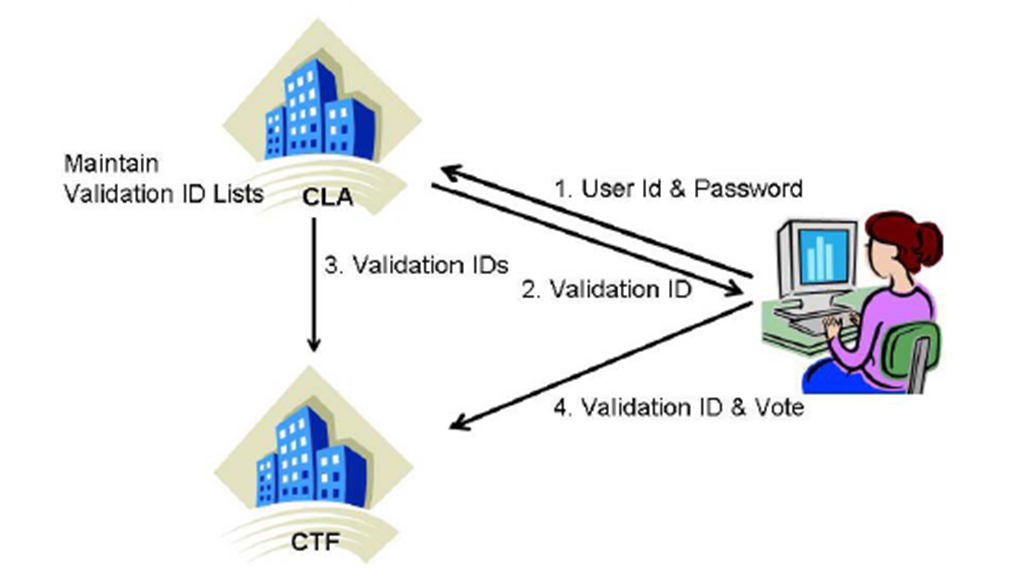 Maintain
Validation ID Lists
CLA
1. User Id & Password
3. Validation IDs
2. Validation ID
4. Validation ID & Vote
CTF